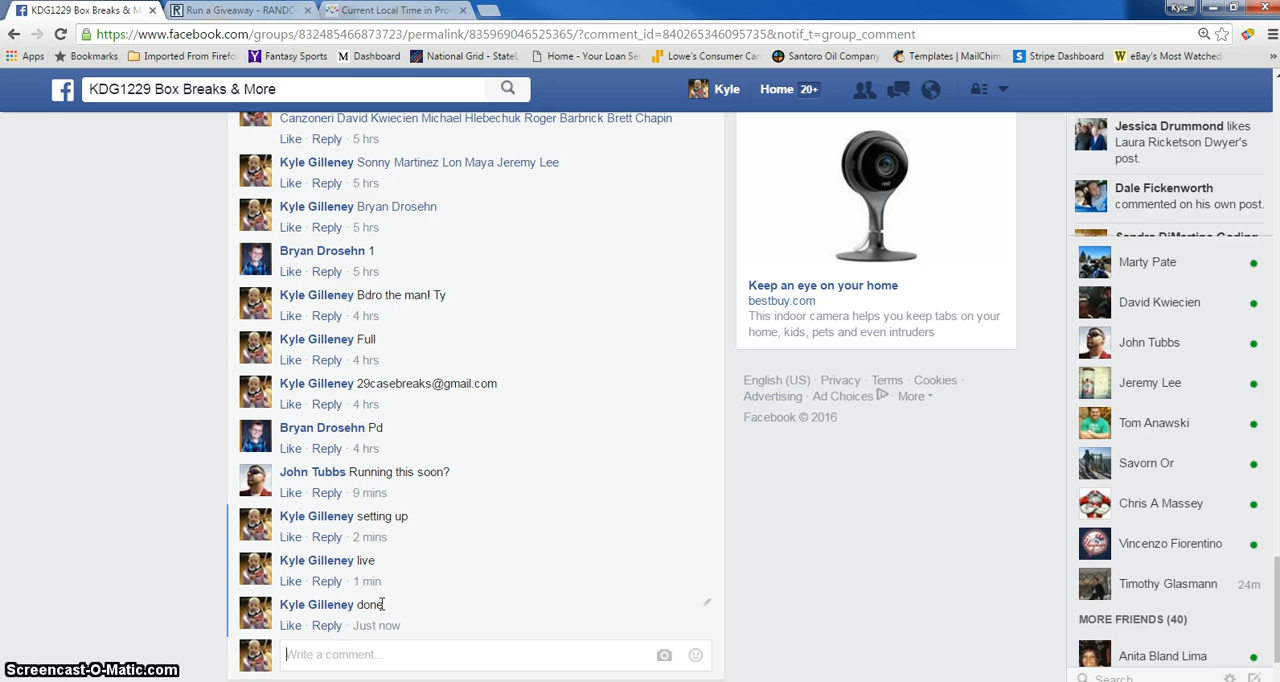 KDG1229 Box Breaks & M
Run a Giveaway - RANDO
Current Local Time in Pro
Kyle
https://www.facebook.com/groups/832485466873723/permalink/835969046525365/?comment_id=840265346095735&notif_t=group_comment
Apps Bookmarks Imported From Firefo Fantasy Sports Dashboard National Grid - StateL Home - Your Loan Se Lowe's Consumer Car Santoro Oil Company Templates | MailChim Stripe Dashboard eBay's Most Watched
KDG1229 Box Breaks & More
Kyle Home 20+
Canzoneri David Kwiecien Michael Hlebechuk Roger Barbrick Brett Chapin
Like · Reply · 5 hrs
Kyle Gilleney Sonny Martinez Lon Maya Jeremy Lee
Like · Reply · 5 hrs
Kyle Gilleney Bryan Drosehn
Like · Reply · 5 hrs
Bryan Drosehn 1
Like · Reply · 5 hrs
Kyle Gilleney Bdro the man! Ty
Like · Reply · 4 hrs
Kyle Gilleney Full
Like · Reply · 4 hrs
Kyle Gilleney 29casebreaks@gmail.com
Like · Reply · 4 hrs
Bryan Drosehn Pd
Like · Reply · 4 hrs
John Tubbs Running this soon?
Like · Reply · 9 mins
Kyle Gilleney setting up
Like · Reply · 2 mins
Kyle Gilleney live
Like · Reply · 1 min
Kyle Gilleney done
Like · Reply · Just now
Write a comment...
nest
Keep an eye on your home
bestbuy.com
This indoor camera helps you keep tabs on your
home, kids, pets and even intruders
English (US) · Privacy · Terms · Cookies ·
Advertising · Ad Choices · More
Facebook © 2016
Jessica Drummond likes
Laura Ricketson Dwyer's
post.
Dale Fickenworth
commented on his own post.
Marty Pate
David Kwiecien
John Tubbs
Jeremy Lee
Tom Anawski
Savorn Or
Chris A Massey
Vincenzo Fiorentino
Timothy Glasmann 24m
MORE FRIENDS (40)
Anita Bland Lima
Search
Screencast-O-Matic.com